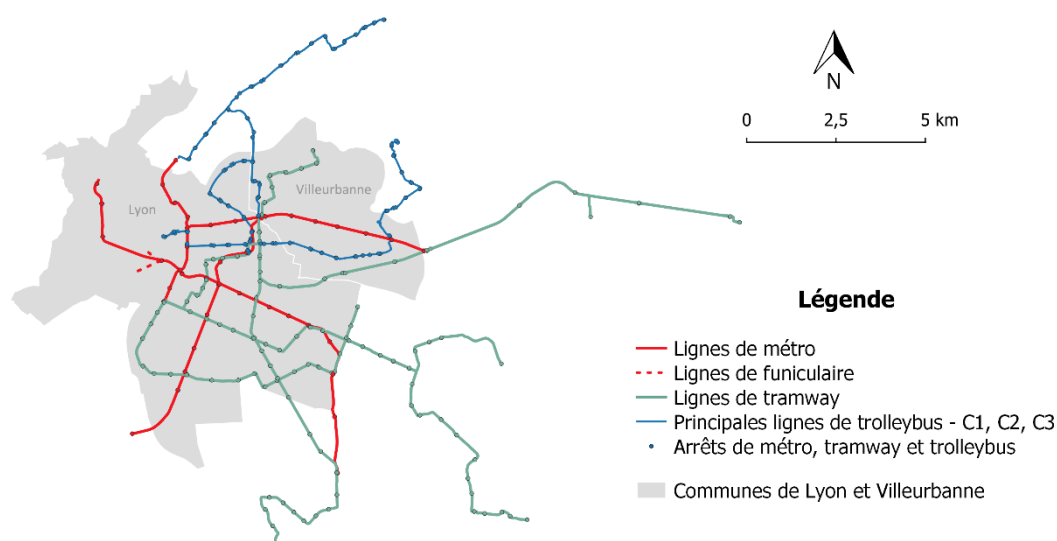 N
0 2,5 5 km
Villeurbanne
Lyon
Légende
Lignes de métro
Lignes de funiculaire
Lignes de tramway
Principales lignes de trolleybus - C1, C2, C3
Arrêts de métro, tramway et trolleybus
Communes de Lyon et Villeurbanne